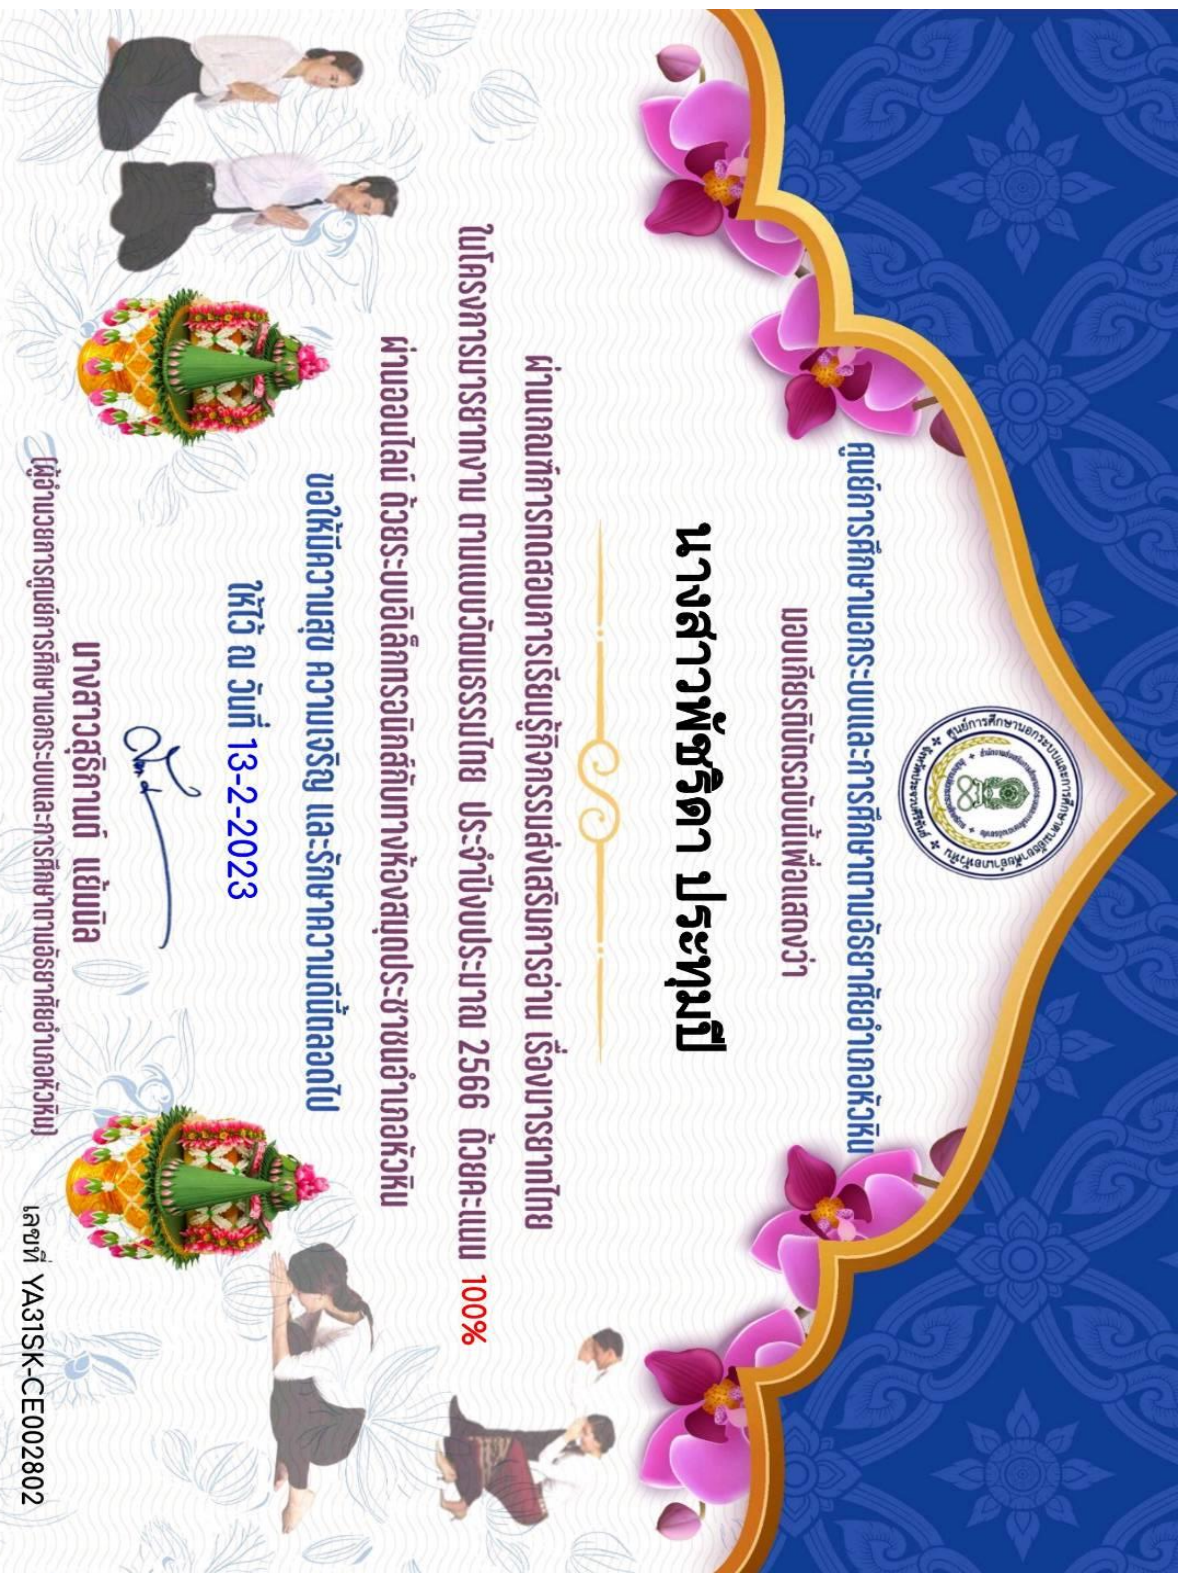 ศูนย์การศึกษานอกระบบและการศึกษาตามอัธยาศัยอำเภอหัวหิน
มอบเกียรติบัตรฉบับนี้เพื่อแสดงว่า
นางสาวพัชริดา ประทุมปี
ผ่านเกณฑ์การทดสอบการเรียนรู้กิจกรรมส่งเสริมการอ่าน เรื่องมารยาทไทย
ในโครงการมารยาทงาม ตามแบบวัฒนธรรมไทย ประจำปีงบประมาณ 2566 ด้วยคะแนน 100%
ผ่านออนไลน์ ด้วยระบบอิเล็กทรอนิกส์กับทางห้องสมุดประชาชนอำเภอหัวหิน
ขอให้มีความสุข ความเจริญ และรักษาความดีนี้ตลอดไป
ให้ไว้ ณ วันที่ 13-2-2023
นางสาวสุริกานต์ แย้มนิล
(ผู้อำนวยการศูนย์การศึกษานอกระบบและการศึกษาตามอัธยาศัยอำเภอหัวหิน)
เลขที่ YA31SK-CE002802